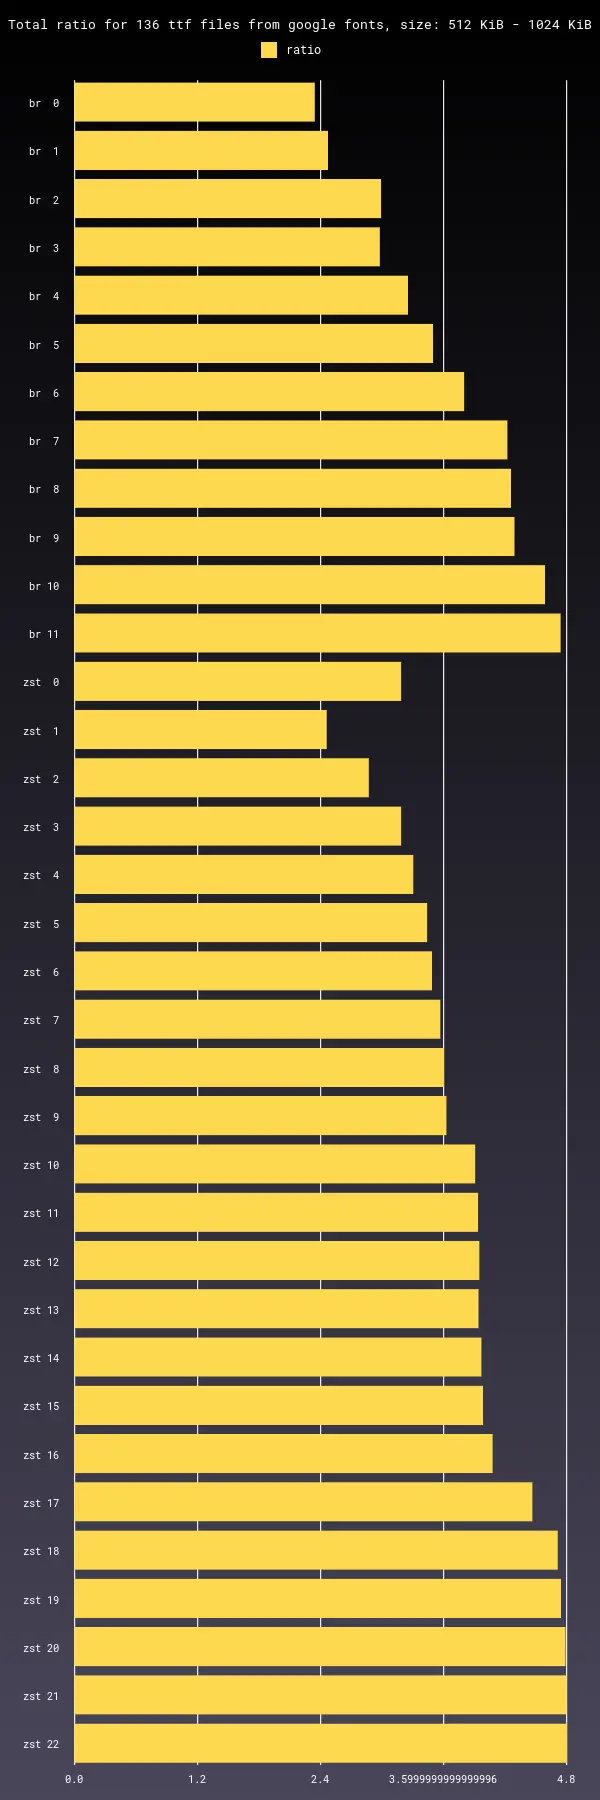 Total ratio for 136 ttf files from google fonts, size: 512 KiB - 1024 KiB
ratio
br  0
br  1
br  2
br  3
br  4
br  5
br  6
br  7
br  8
br  9
br 10
br 11
zst  0
zst  1
zst  2
zst  3
zst  4
zst  5
zst  6
zst  7
zst  8
zst  9
zst 10
zst 11
zst 12
zst 13
zst 14
zst 15
zst 16
zst 17
zst 18
zst 19
zst 20
zst 21
zst 22
0.0 1.2 2.4 3.5999999999999996 4.8